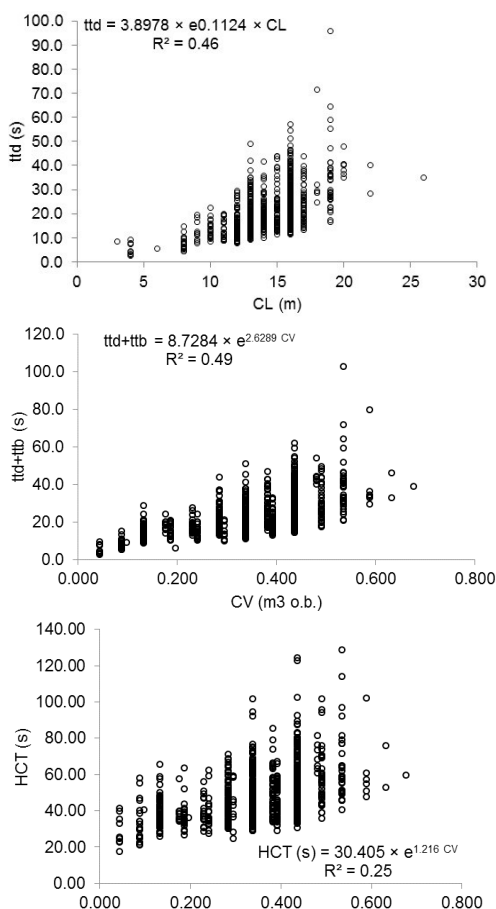 ttd = 3.8978 × e0.1124 × CL
R² = 0.46
100.0
90.0
80.0
70.0
60.0
50.0
40.0
30.0
20.0
10.0
0.0
ttd (s)
0 5 10 15 20 25 30
CL (m)
ttd+ttb = 8.7284 × e^2.6289 CV
R² = 0.49
120.0
100.0
80.0
60.0
40.0
20.0
0.0
ttd+ttb (s)
0.000 0.200 0.400 0.600 0.800
CV (m3 o.b.)
140.00
120.00
100.00
80.00
60.00
40.00
20.00
0.00
HCT (s)
HCT (s) = 30.405 × e^1.216 CV
R² = 0.25
0.000 0.200 0.400 0.600 0.800